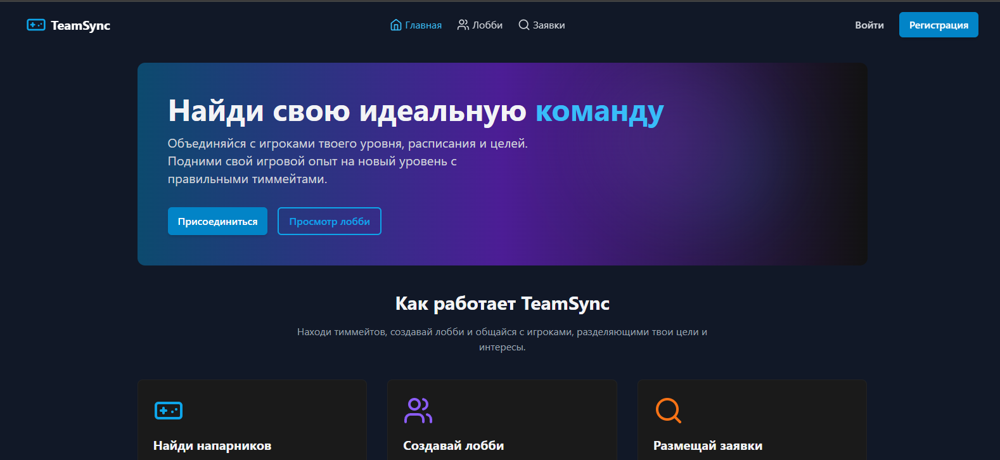 TeamSync
Главная
Лобби
Заявки
Войти
Регистрация
Найди свою идеальную команду
Объединяйся с игроками твоего уровня, расписания и целей.
Подними свой игровой опыт на новый уровень с
правильными тиммейтами.
Присоединиться
Просмотр лобби
Как работает TeamSync
Находи тиммейтов, создавай лобби и общайся с игроками, разделяющими твои цели и
интересы.
Найди напарников
Создавай лобби
Размещай заявки